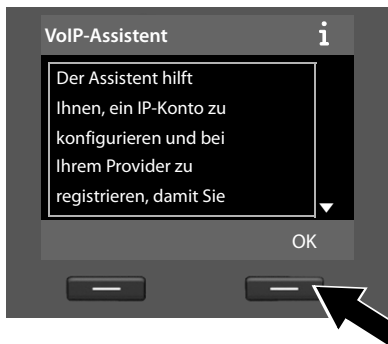 VoIP-Assistent i
Der Assistent hilft
Ihnen, ein IP-Konto zu
konfigurieren und bei
Ihrem Provider zu
registrieren, damit Sie
OK